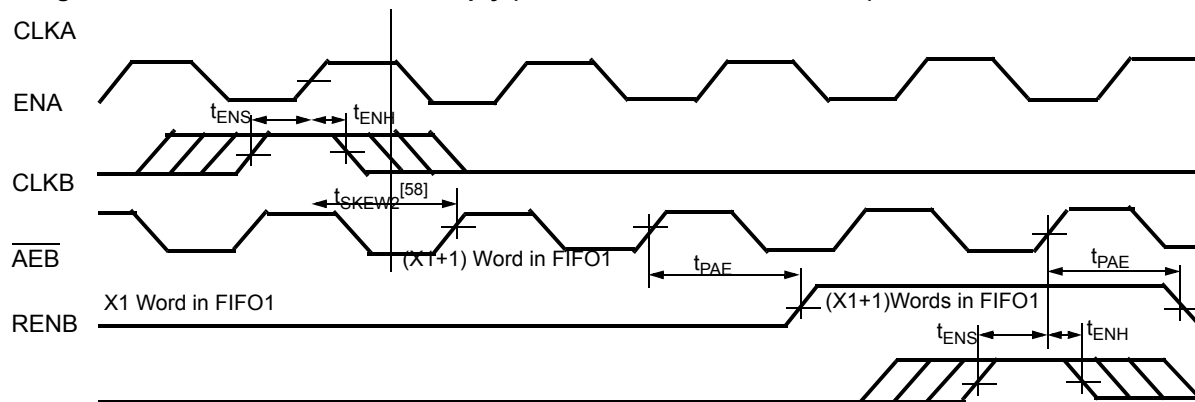 CLKA
ENA
tENS tENH
CLKB
tSKEW2[58]
AEB
(X1+1) Word in FIFO1
tPAE tPAE
X1 Word in FIFO1 (X1+1)Words in FIFO1
RENB
tENS tENH